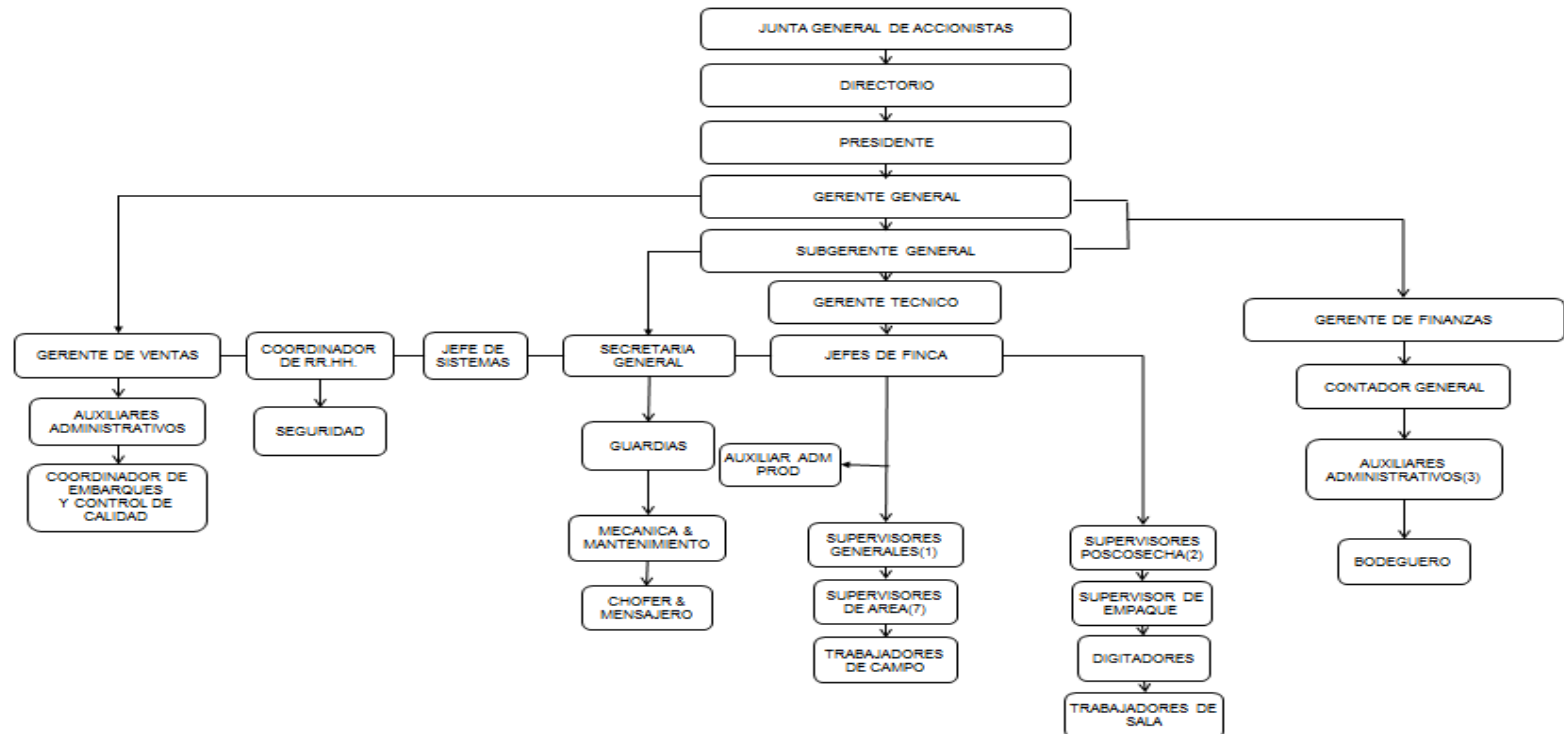 JUNTA GENERAL DE ACCIONISTAS
DIRECTORIO
PRESIDENTE
GERENTE GENERAL
SUBGERENTE GENERAL
GERENTE TECNICO
GERENTE DE FINANZAS
GERENTE DE VENTAS
COORDINADOR
DE RR.HH.
JEFE DE
SISTEMAS
SECRETARIA
GENERAL
JEFES DE FINCA
CONTADOR GENERAL
AUXILIARES
ADMINISTRATIVOS
SEGURIDAD
GUARDIAS
AUXILIAR ADM
PROD
AUXILIARES
ADMINISTRATIVOS(3)
COORDINADOR DE
EMBARQUES
Y CONTROL DE
CALIDAD
MECANICA &
MANTENIMIENTO
SUPERVISORES
GENERALES(1)
SUPERVISORES
POSCOSECHA(2)
BODEGUERO
CHOFER &
MENSAJERO
SUPERVISORES
DE AREA(7)
SUPERVISOR DE
EMPAQUE
TRABAJADORES
DE CAMPO
DIGITADORES
TRABAJADORES DE
SALA